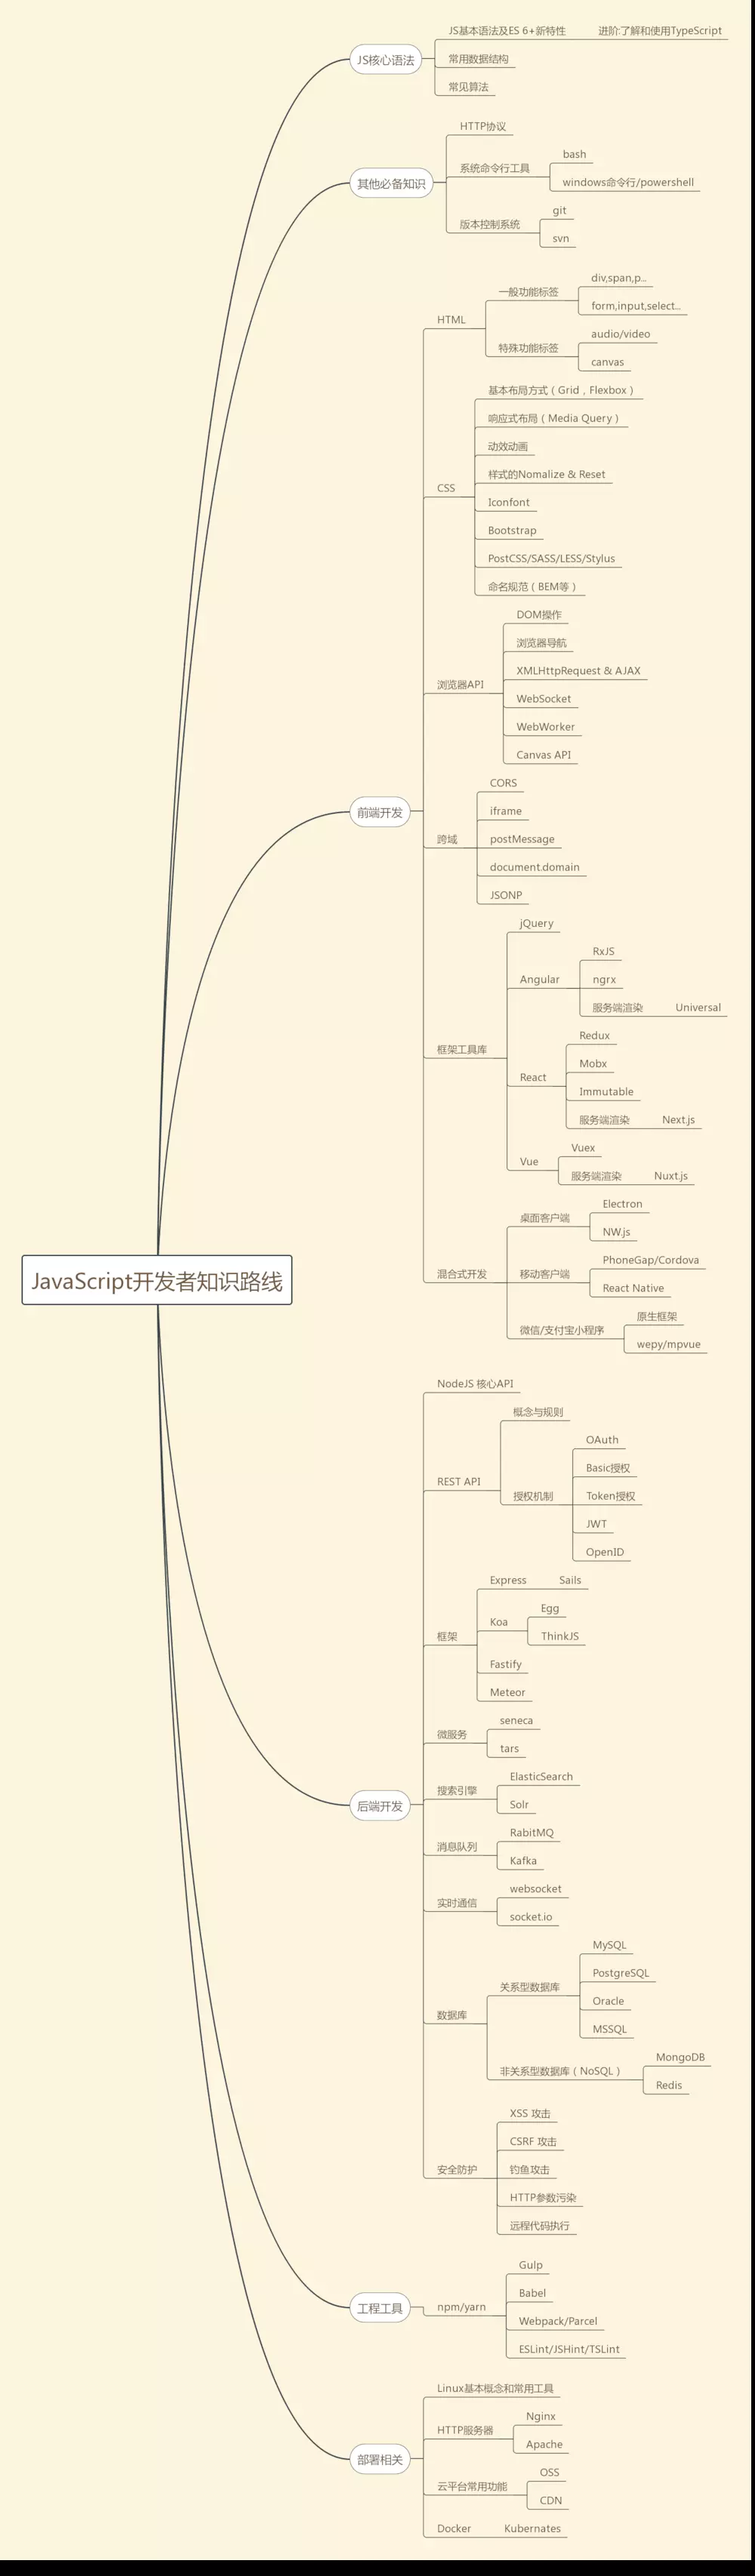 JS核心语法
JS基本语法及ES 6+新特性
进阶:了解和使用TypeScript
常用数据结构
常见算法
其他必备知识
HTTP协议
系统命令行工具
bash
windows命令行/powershell
版本控制系统
git
svn
前端开发
HTML
一般功能标签
div,span,p...
form,input,select...
特殊功能标签
audio/video
canvas
CSS
基本布局方式（Grid，Flexbox）
响应式布局（Media Query）
动效动画
样式的Nomalize & Reset
Iconfont
Bootstrap
PostCSS/SASS/LESS/Stylus
命名规范（BEM等）
浏览器API
DOM操作
浏览器导航
XMLHttpRequest & AJAX
WebSocket
WebWorker
Canvas API
跨域
CORS
iframe
postMessage
document.domain
JSONP
框架工具库
jQuery
Angular
RxJS
ngrx
服务端渲染
Universal
React
Redux
Mobx
Immutable
服务端渲染
Next.js
Vue
Vuex
服务端渲染
Nuxt.js
混合式开发
桌面客户端
Electron
NW.js
移动客户端
PhoneGap/Cordova
React Native
微信/支付宝小程序
原生框架
wepy/mpvue
JavaScript开发者知识路线
后端开发
NodeJS 核心API
REST API
概念与规则
授权机制
OAuth
Basic授权
Token授权
JWT
OpenID
框架
Express
Sails
Koa
Egg
ThinkJS
Fastify
Meteor
微服务
seneca
tars
搜索引擎
ElasticSearch
Solr
消息队列
RabitMQ
Kafka
实时通信
websocket
socket.io
数据库
关系型数据库
MySQL
PostgreSQL
Oracle
MSSQL
非关系型数据库（NoSQL）
MongoDB
Redis
安全防护
XSS 攻击
CSRF 攻击
钓鱼攻击
HTTP参数污染
远程代码执行
工程工具
npm/yarn
Gulp
Babel
Webpack/Parcel
ESLint/JSHint/TSLint
部署相关
Linux基本概念和常用工具
HTTP服务器
Nginx
Apache
云平台常用功能
OSS
CDN
Docker
Kubernates